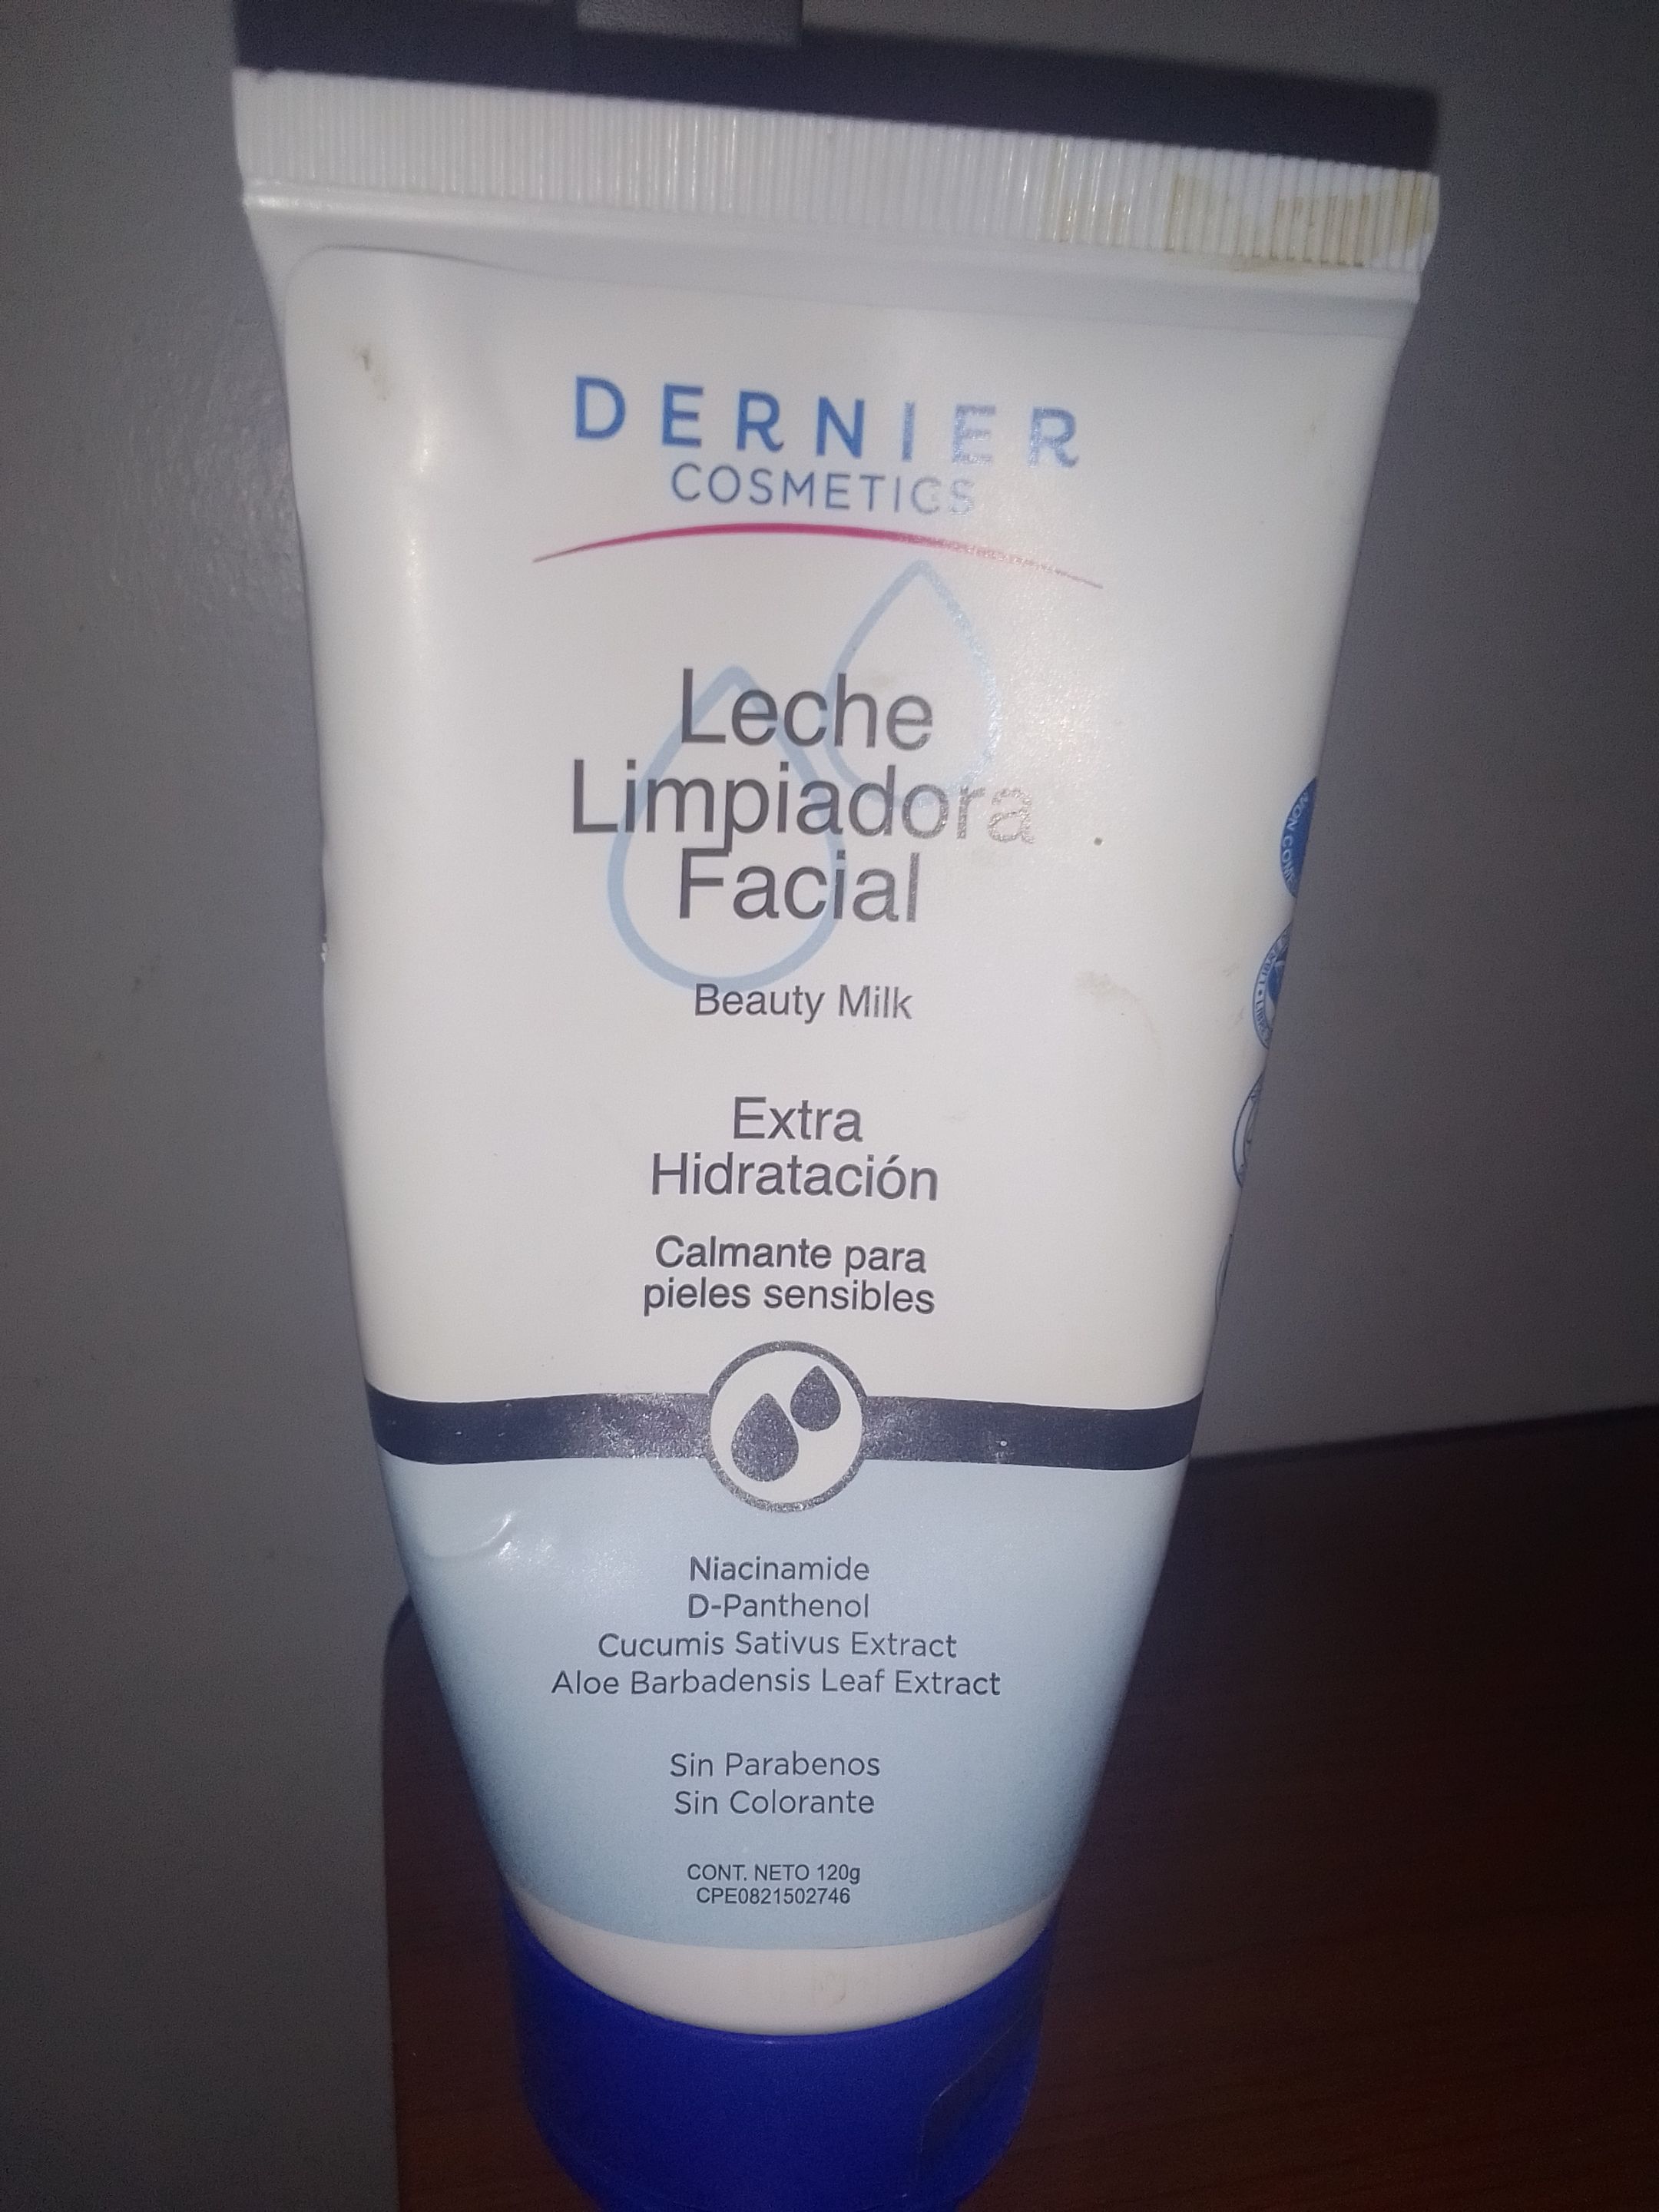 DERNIER
COSMETICS
Leche
Limpiadora
Facial
Beauty Milk
Extra
Hidratación
Calmante para
pieles sensibles
Niacinamide
D-Panthenol
Cucumis Sativus Extract
Aloe Barbadensis Leaf Extract
Sin Parabenos
Sin Colorante
CONT. NETO 120g
CPE0821502746
NON